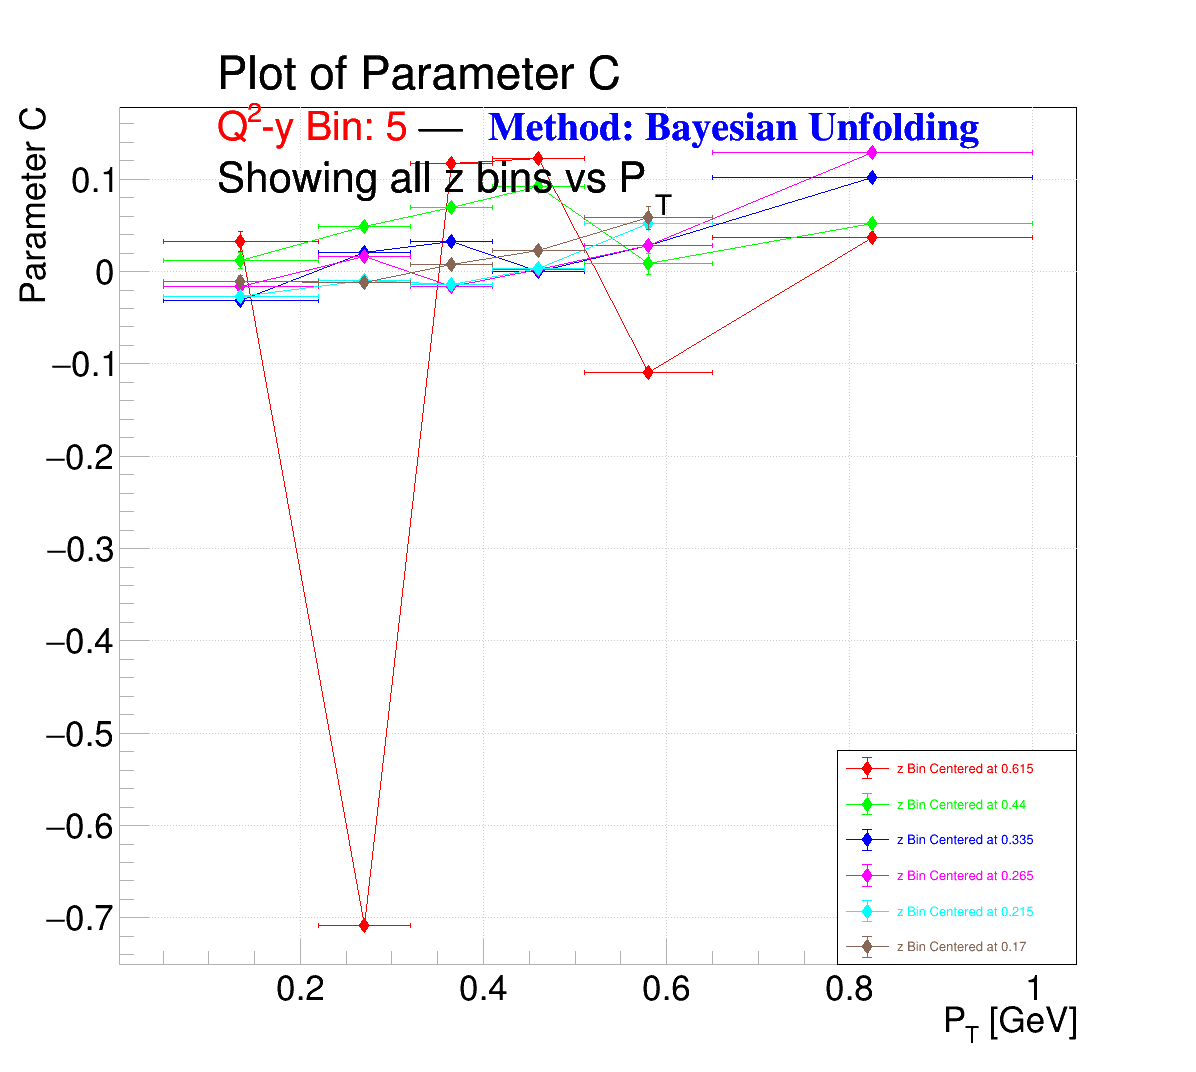 Plot of Parameter C
Q²-y Bin: 5 — Method: Bayesian Unfolding
Showing all z bins vs P_T
Parameter C
0.1
0
−0.1
−0.2
−0.3
−0.4
−0.5
−0.6
−0.7
z Bin Centered at 0.615
z Bin Centered at 0.44
z Bin Centered at 0.335
z Bin Centered at 0.265
z Bin Centered at 0.215
z Bin Centered at 0.17
0.2 0.4 0.6 0.8 1
P_T [GeV]